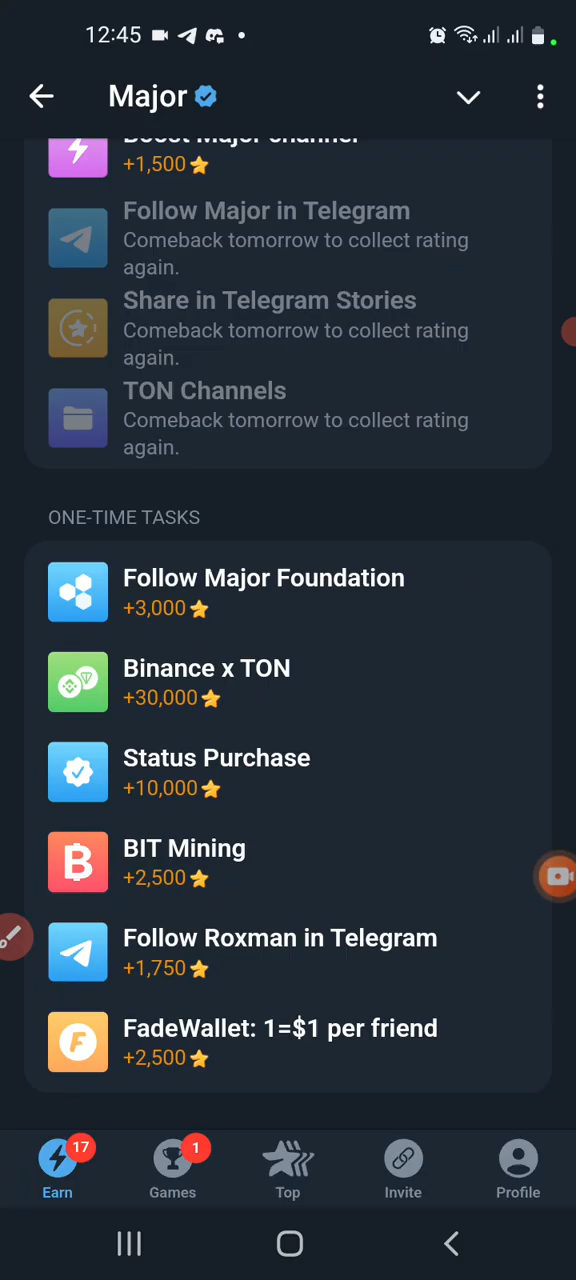 12:45
Major
Boost Major channel
+1,500
Follow Major in Telegram
Comeback tomorrow to collect rating
again.
Share in Telegram Stories
Comeback tomorrow to collect rating
again.
TON Channels
Comeback tomorrow to collect rating
again.
ONE-TIME TASKS
Follow Major Foundation
+3,000
Binance x TON
+30,000
Status Purchase
+10,000
BIT Mining
+2,500
Follow Roxman in Telegram
+1,750
FadeWallet: 1=$1 per friend
+2,500
17
1
Earn
Games
Top
Invite
Profile